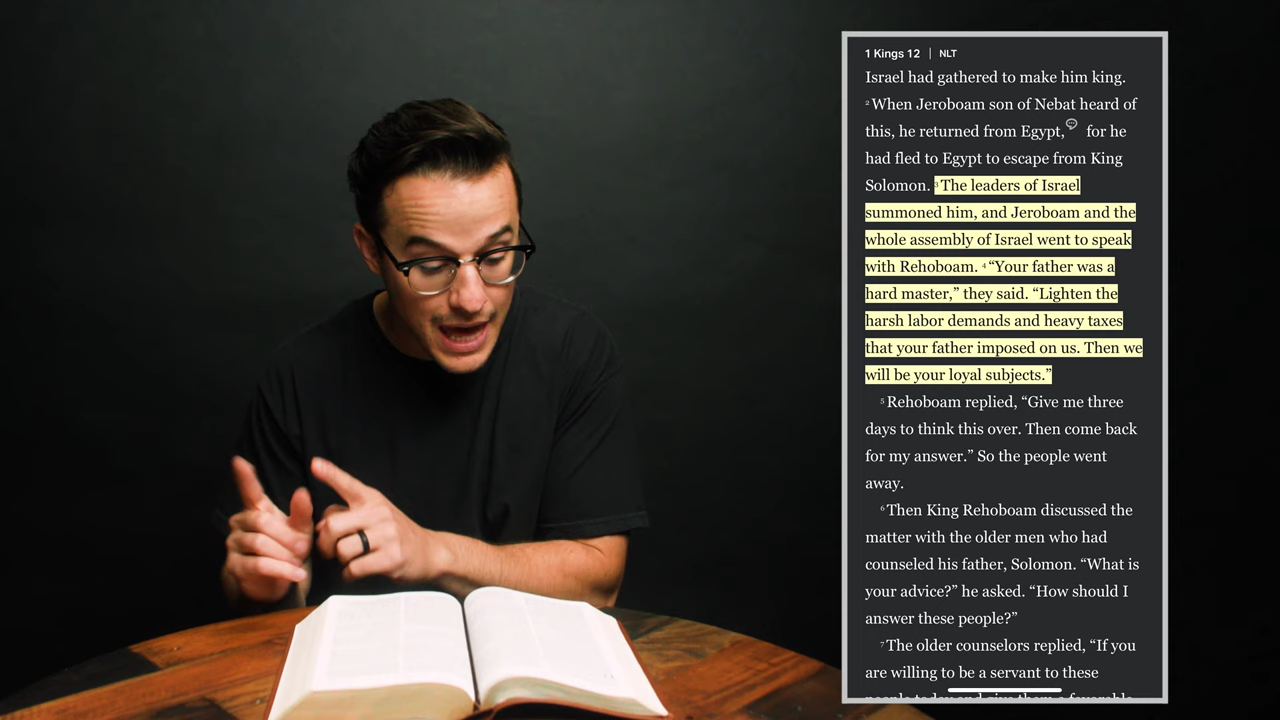 1 Kings 12 | NLT
Israel had gathered to make him king.
2 When Jeroboam son of Nebat heard of
this, he returned from Egypt, for he
had fled to Egypt to escape from King
Solomon. 3 The leaders of Israel
summoned him, and Jeroboam and the
whole assembly of Israel went to speak
with Rehoboam. 4 “Your father was a
hard master,” they said. “Lighten the
harsh labor demands and heavy taxes
that your father imposed on us. Then we
will be your loyal subjects.”
5 Rehoboam replied, “Give me three
days to think this over. Then come back
for my answer.” So the people went
away.
6 Then King Rehoboam discussed the
matter with the older men who had
counseled his father, Solomon. “What is
your advice?” he asked. “How should I
answer these people?”
7 The older counselors replied, “If you
are willing to be a servant to these
people today and give them a favorable